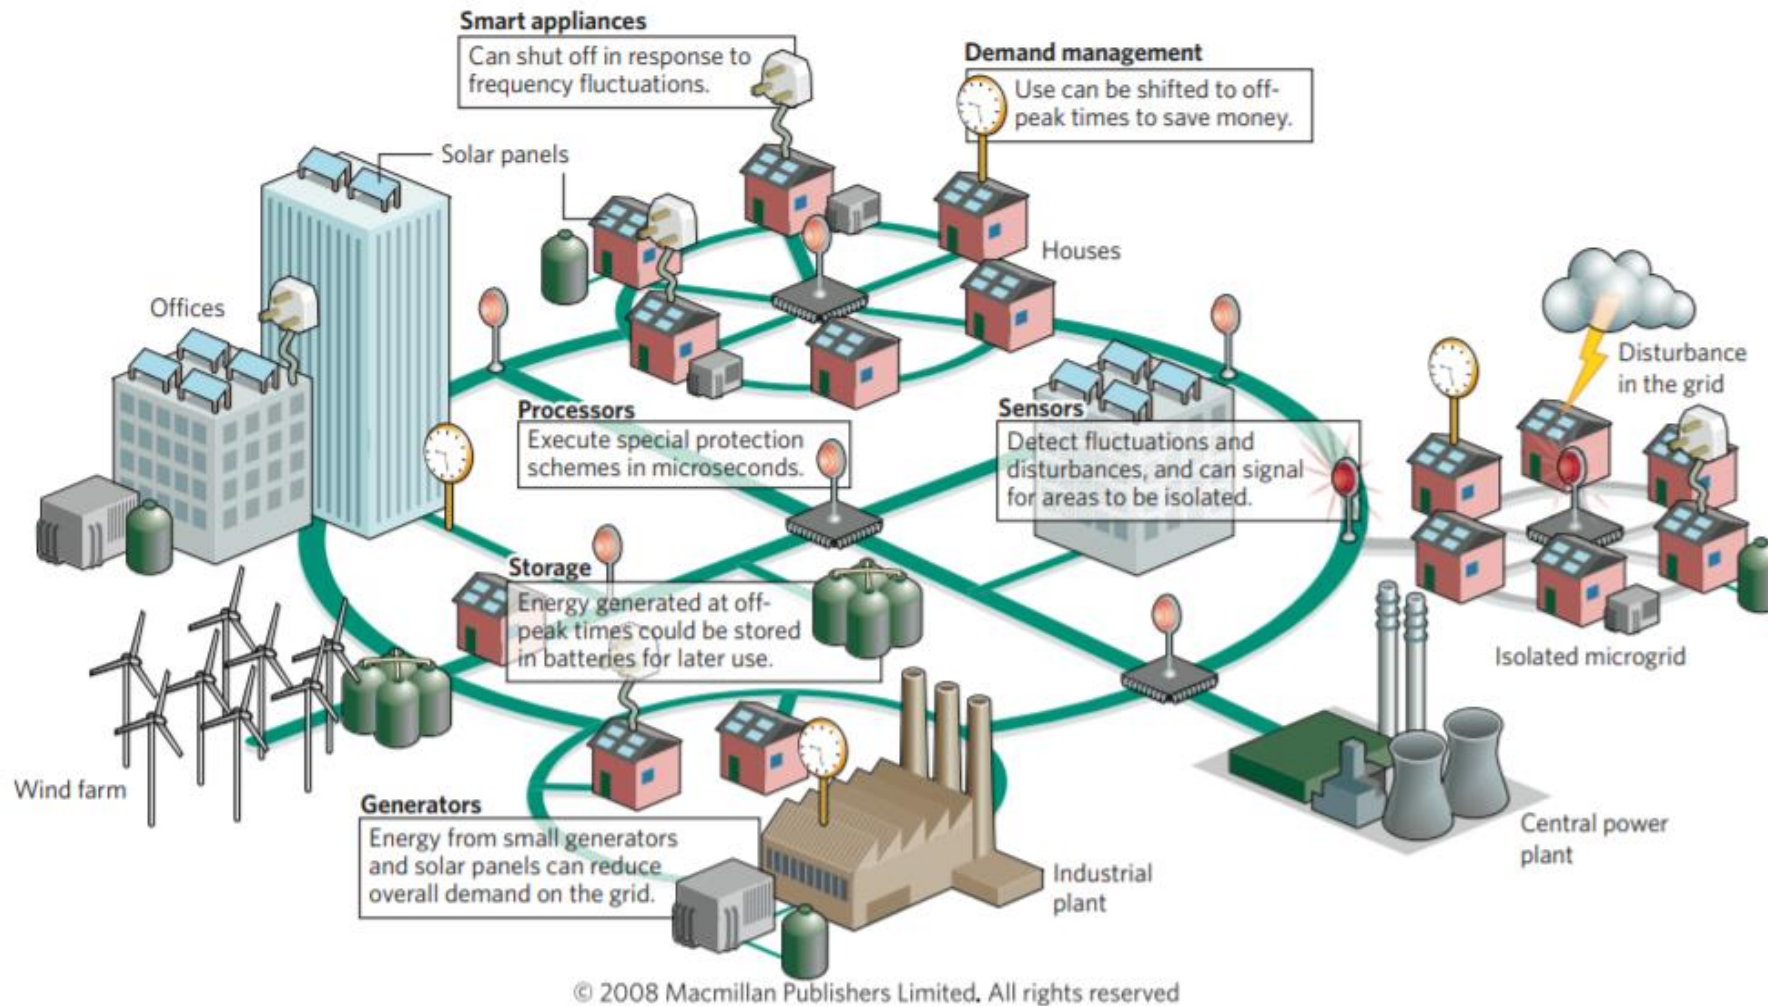 Smart appliances
Can shut off in response to
frequency fluctuations.
Demand management
Use can be shifted to off-
peak times to save money.
Solar panels
Houses
Offices
Disturbance
in the grid
Processors
Execute special protection
schemes in microseconds.
Sensors
Detect fluctuations and
disturbances, and can signal
for areas to be isolated.
Storage
Energy generated at off-
peak times could be stored
in batteries for later use.
Isolated microgrid
Wind farm
Generators
Energy from small generators
and solar panels can reduce
overall demand on the grid.
Industrial
plant
Central power
plant
© 2008 Macmillan Publishers Limited. All rights reserved